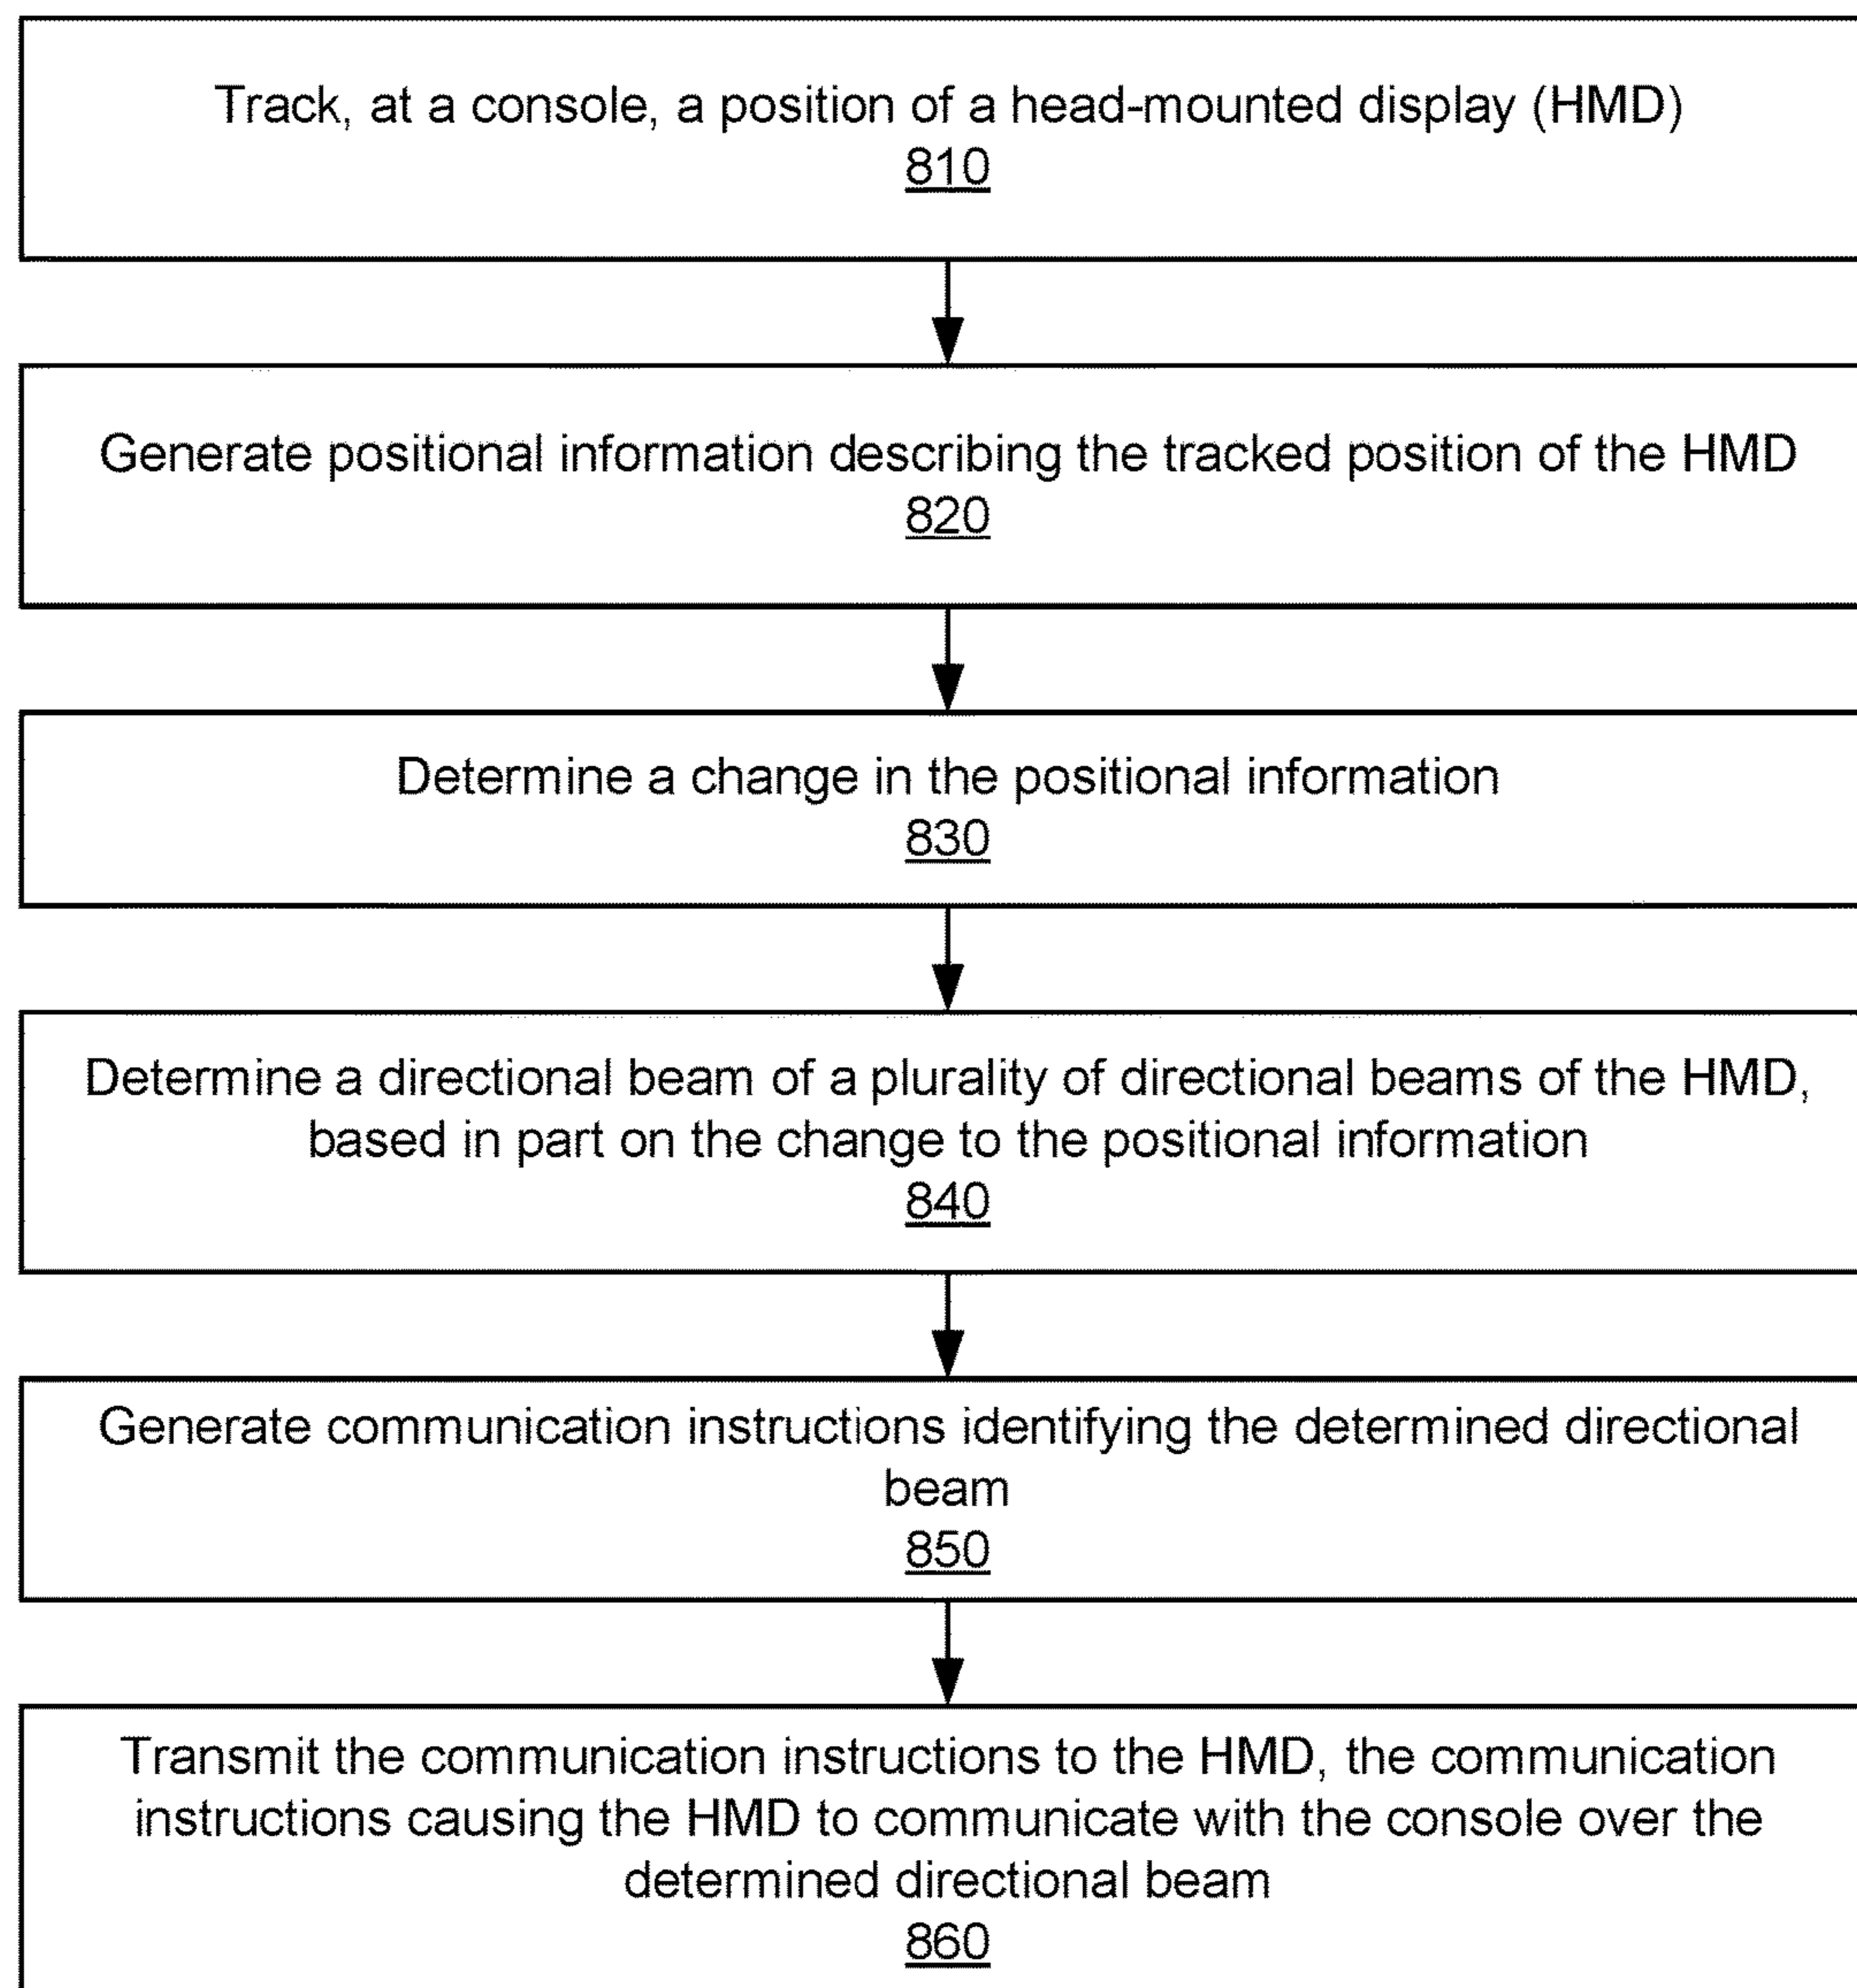 Track, at a console, a position of a head-mounted display (HMD)
810
Generate positional information describing the tracked position of the HMD
820
Determine a change in the positional information
830
Determine a directional beam of a plurality of directional beams of the HMD,
based in part on the change to the positional information
840
Generate communication instructions identifying the determined directional
beam
850
Transmit the communication instructions to the HMD, the communication
instructions causing the HMD to communicate with the console over the
determined directional beam
860